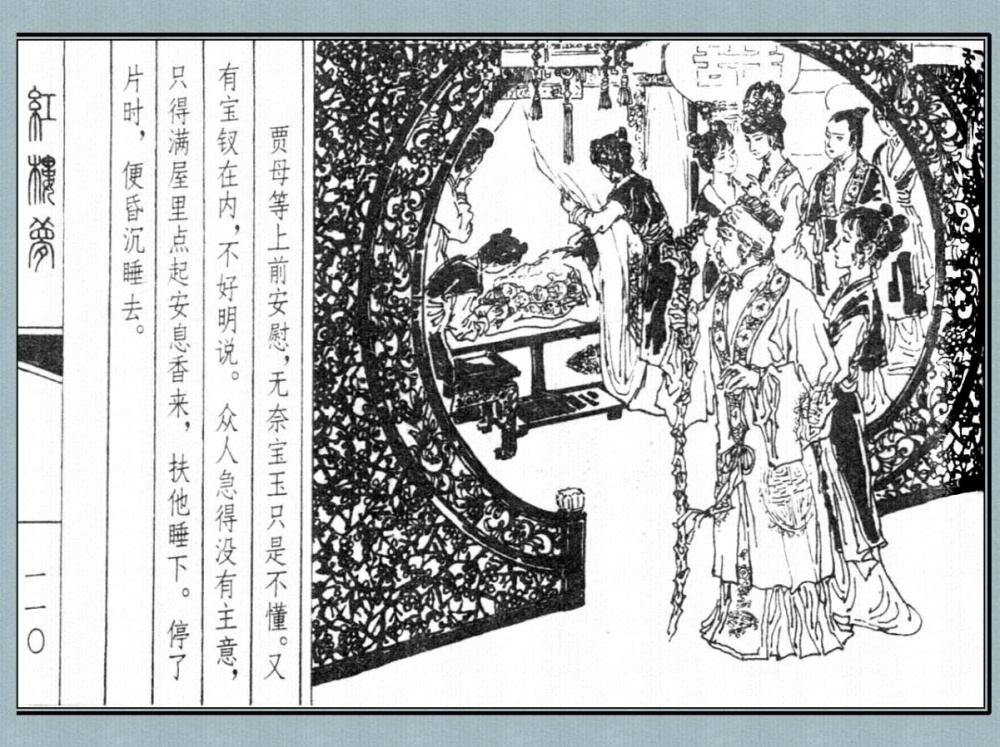 贾母等上前安慰，无奈宝玉只是不懂。又
有宝钗在内，不好明说。众人急得没有主意，
只得满屋里点起安息香来，扶他睡下。停了
片时，便昏沉睡去。
紅樓夢
一一〇
囍